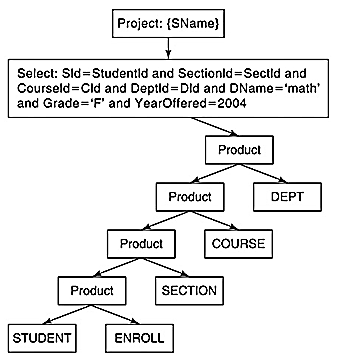 Project: {SName}
Select: SId=StudentId and SectionId=SectId and
CourseId=CId and DeptId=DId and DName=‘math’
and Grade=‘F’ and YearOffered=2004
Product
Product
DEPT
Product
COURSE
Product
SECTION
STUDENT
ENROLL